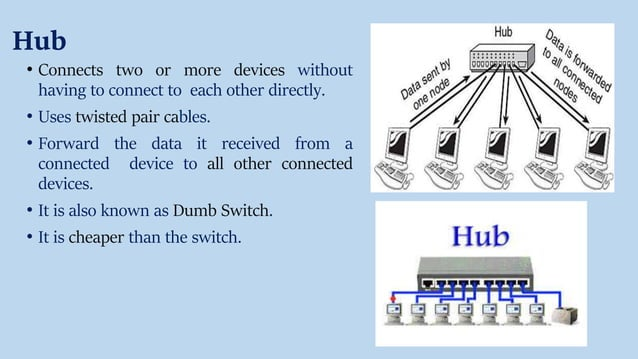 Hub
• Connects two or more devices without
having to connect to each other directly.
• Uses twisted pair cables.
• Forward the data it received from a
connected device to all other connected
devices.
• It is also known as Dumb Switch.
• It is cheaper than the switch.
Hub
Data sent by
one node
Data is forwarded
to all connected
nodes
Hub